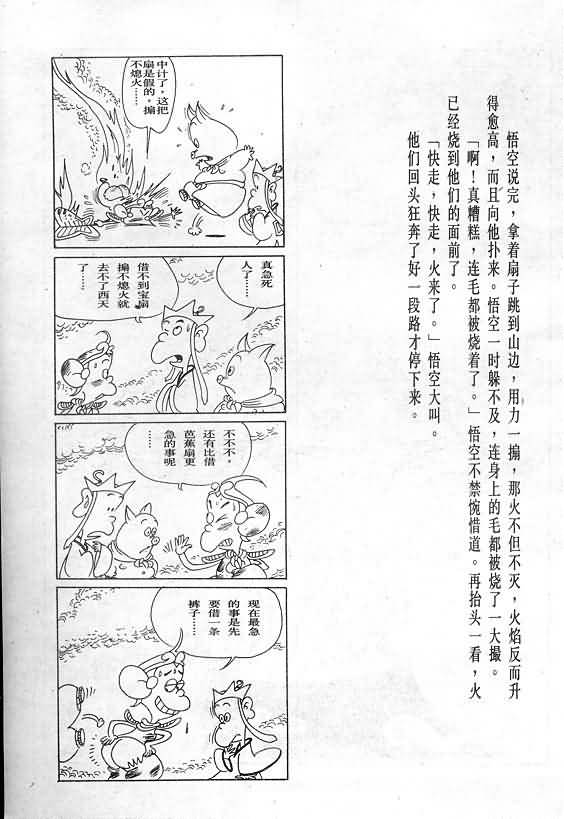 悟空说完，拿着扇子跳到山边，用力一搧，那火不但不灭，火焰反而升
得愈高，而且向他扑来。悟空一时躲不及，连身上的毛都被烧了一大撮。
「啊！真糟糕，连毛都被烧着了。」悟空不禁惋惜道。再抬头一看，火
已经烧到他们的面前了。
「快走，快走，火来了。」悟空大叫。
他们回头狂奔了好一段路才停下来。
中计了，这把
扇是假的。搧
不熄火……
真急死
人了……
借不到宝扇
搧不熄火就
去不了西天
了……
不不不，
还有比借
芭蕉扇更
急的事呢
……
现在最急
的事是先
要借一条
裤子……